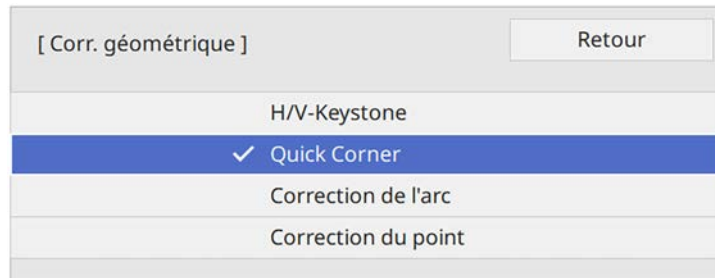 [ Corr. géométrique ]
Retour
H/V-Keystone
Quick Corner
Correction de l'arc
Correction du point